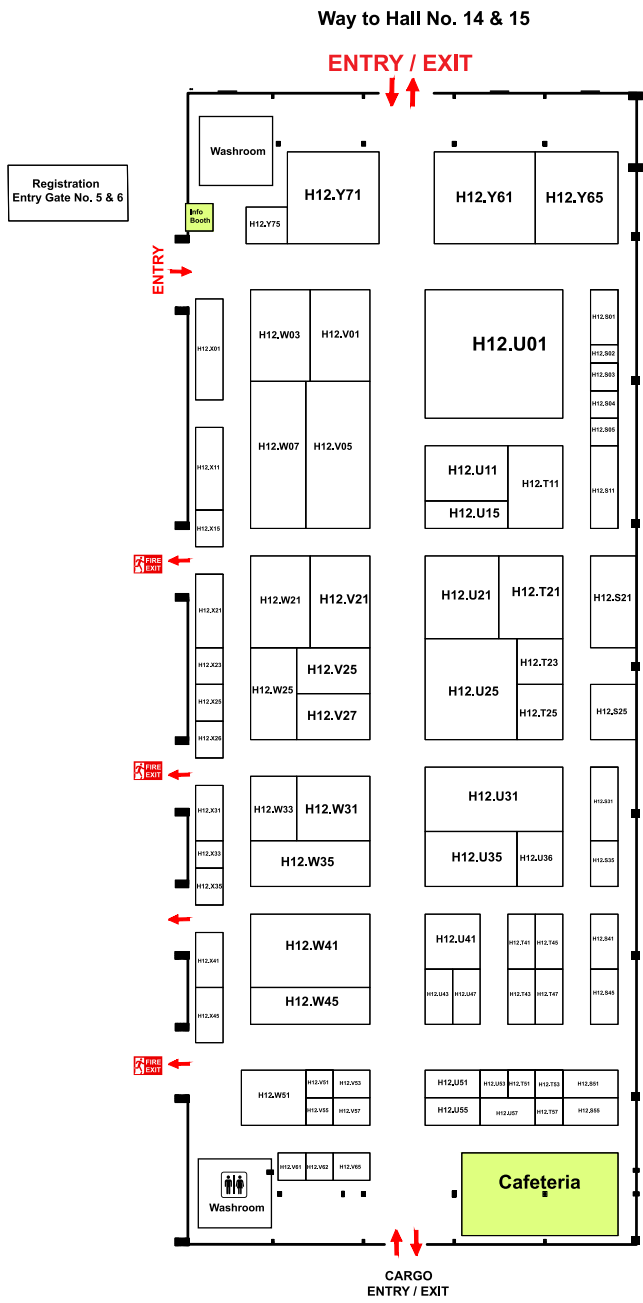 Way to Hall No. 14 & 15
ENTRY / EXIT
Washroom
Registration
Entry Gate No. 5 & 6
Info
Booth
H12.Y75
H12.Y71
H12.Y61
H12.Y65
ENTRY
H12.X01
H12.W03
H12.V01
H12.U01
H12.S01
H12.S02
H12.S03
H12.S04
H12.S05
H12.W07
H12.V05
H12.X11
H12.X15
H12.U11
H12.U15
H12.T11
H12.S11
FIRE
EXIT
H12.X21
H12.X23
H12.X25
H12.X26
H12.W21
H12.V21
H12.W25
H12.V25
H12.V27
H12.U21
H12.T21
H12.U25
H12.T23
H12.T25
H12.S21
H12.S25
FIRE
EXIT
H12.X31
H12.X33
H12.X35
H12.W33
H12.W31
H12.W35
H12.U31
H12.U35
H12.U36
H12.S31
H12.S35
H12.X41
H12.X45
H12.W41
H12.W45
H12.U41
H12.U43
H12.U47
H12.T41
H12.T45
H12.T43
H12.T47
H12.S41
H12.S45
FIRE
EXIT
H12.W51
H12.V51
H12.V53
H12.V55
H12.V57
H12.U51
H12.U53
H12.T51
H12.T53
H12.S51
H12.U55
H12.U57
H12.T57
H12.S55
H12.V61
H12.V62
H12.V65
Washroom
Cafeteria
CARGO
ENTRY / EXIT